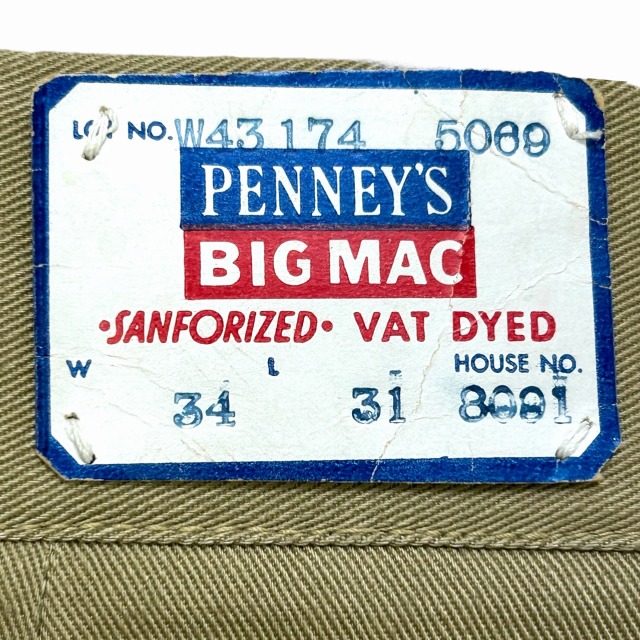 LOT NO. W43 174 5069
PENNEY'S
BIG MAC
•SANFORIZED• VAT DYED
W L HOUSE NO.
34 31 8091